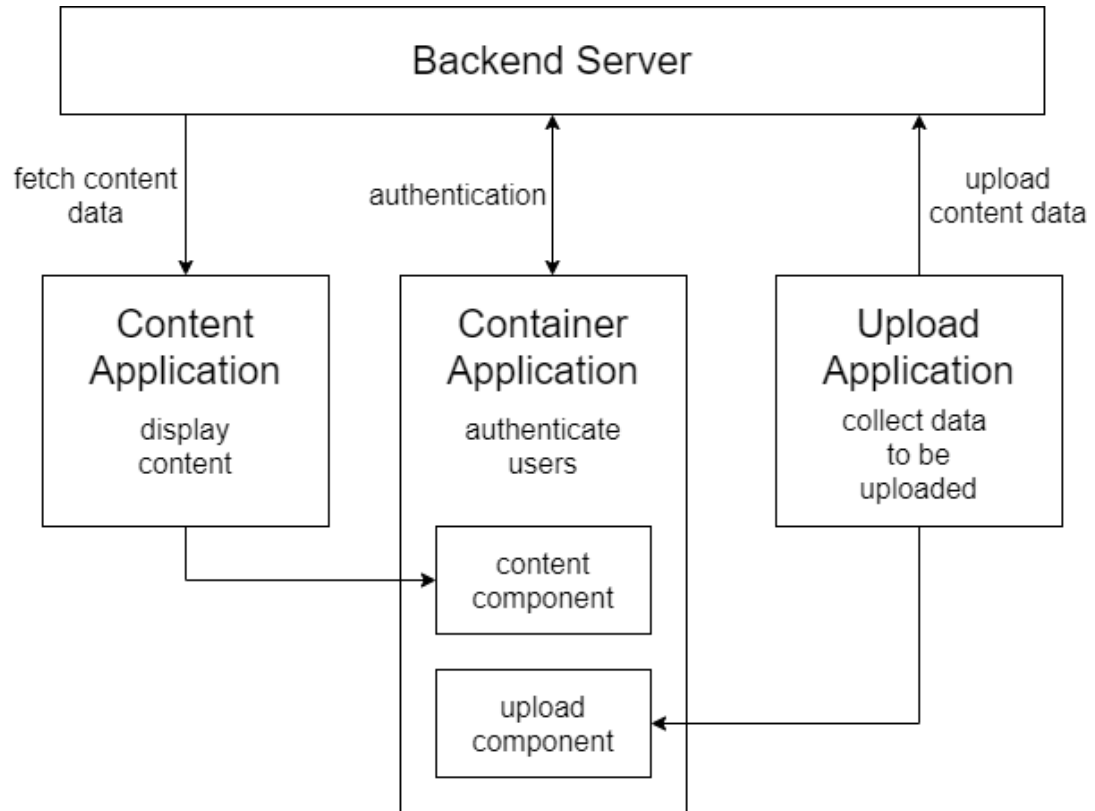 Backend Server
fetch content
data
authentication
upload
content data
Content
Application
display
content
Container
Application
authenticate
users
content
component
upload
component
Upload
Application
collect data
to be
uploaded